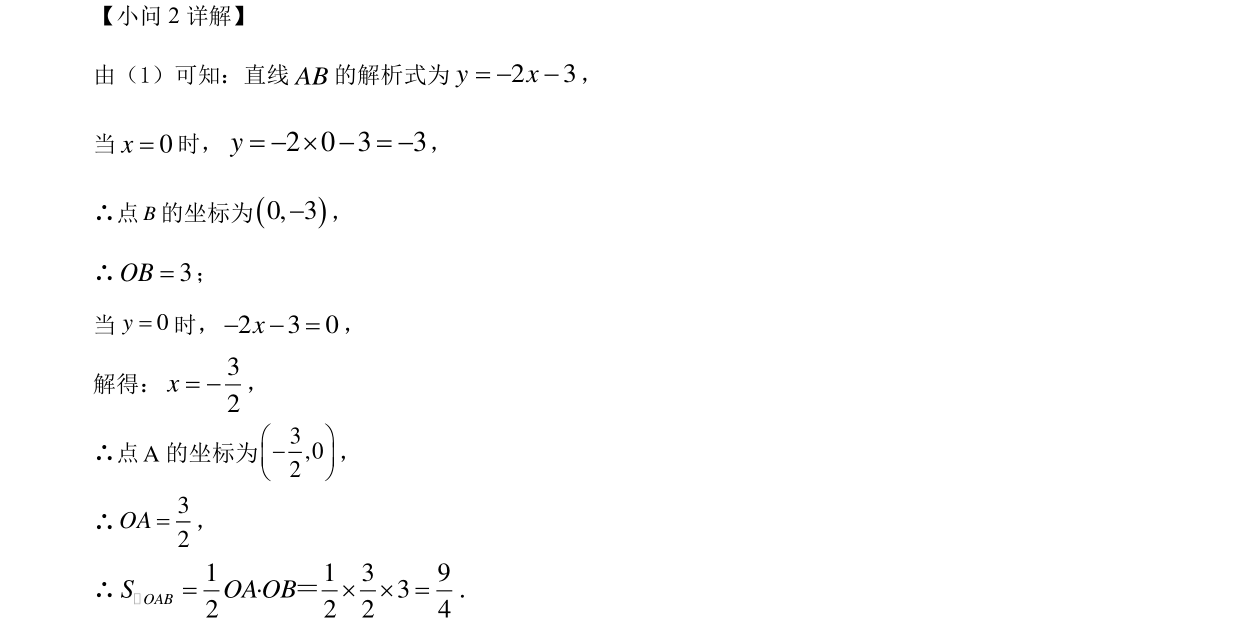 【小问 2 详解】
由（1）可知：直线 AB 的解析式为 y = −2x − 3，
当 x = 0 时， y = −2×0 − 3 = −3，
∴点 B 的坐标为(0,−3)，
∴ OB = 3；
当 y = 0 时，−2x − 3 = 0，
解得： x = −3/2，
∴点 A 的坐标为(−3/2,0)，
∴ OA = 3/2，
∴ S▯OAB = 1/2 OA·OB = 1/2 × 3/2 × 3 = 9/4．